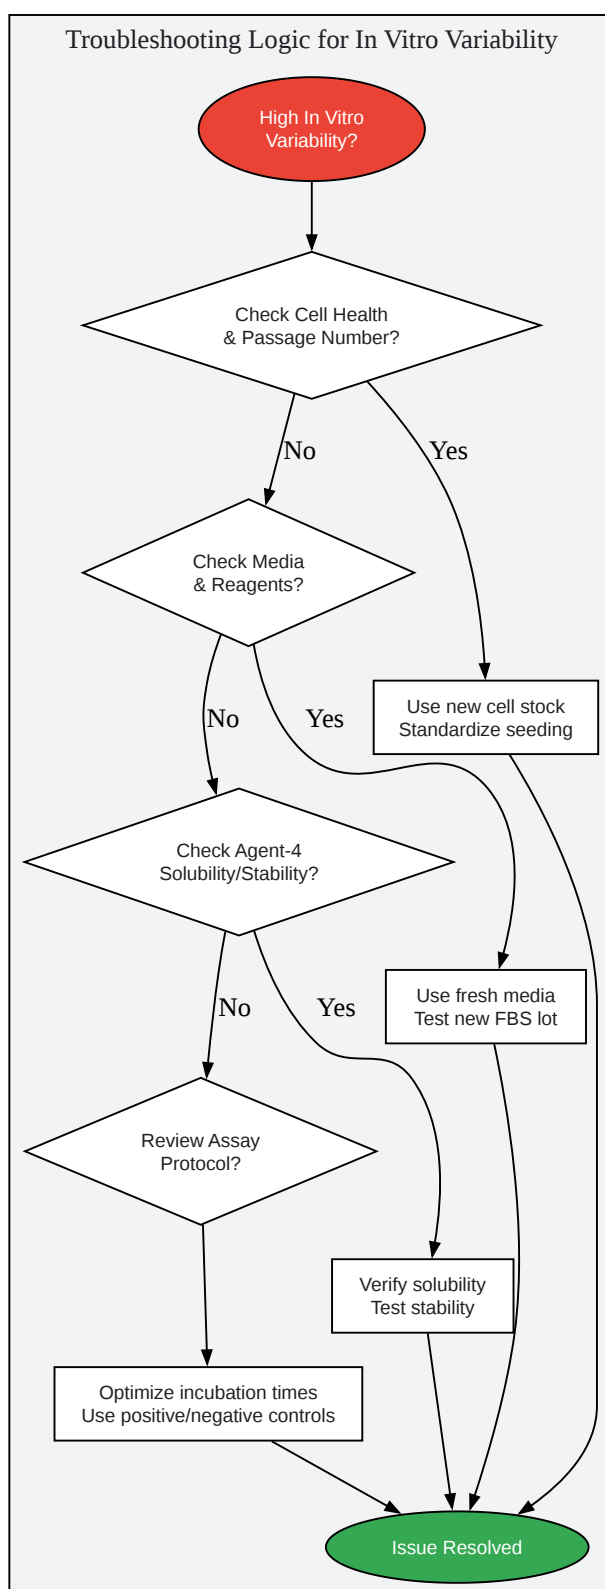 Troubleshooting Logic for In Vitro Variability
High In Vitro
Variability?
Check Cell Health
& Passage Number?
No
Yes
Check Media
& Reagents?
Use new cell stock
Standardize seeding
No
Yes
Check Agent-4
Solubility/Stability?
Use fresh media
Test new FBS lot
No
Yes
Review Assay
Protocol?
Verify solubility
Test stability
Optimize incubation times
Use positive/negative controls
Issue Resolved